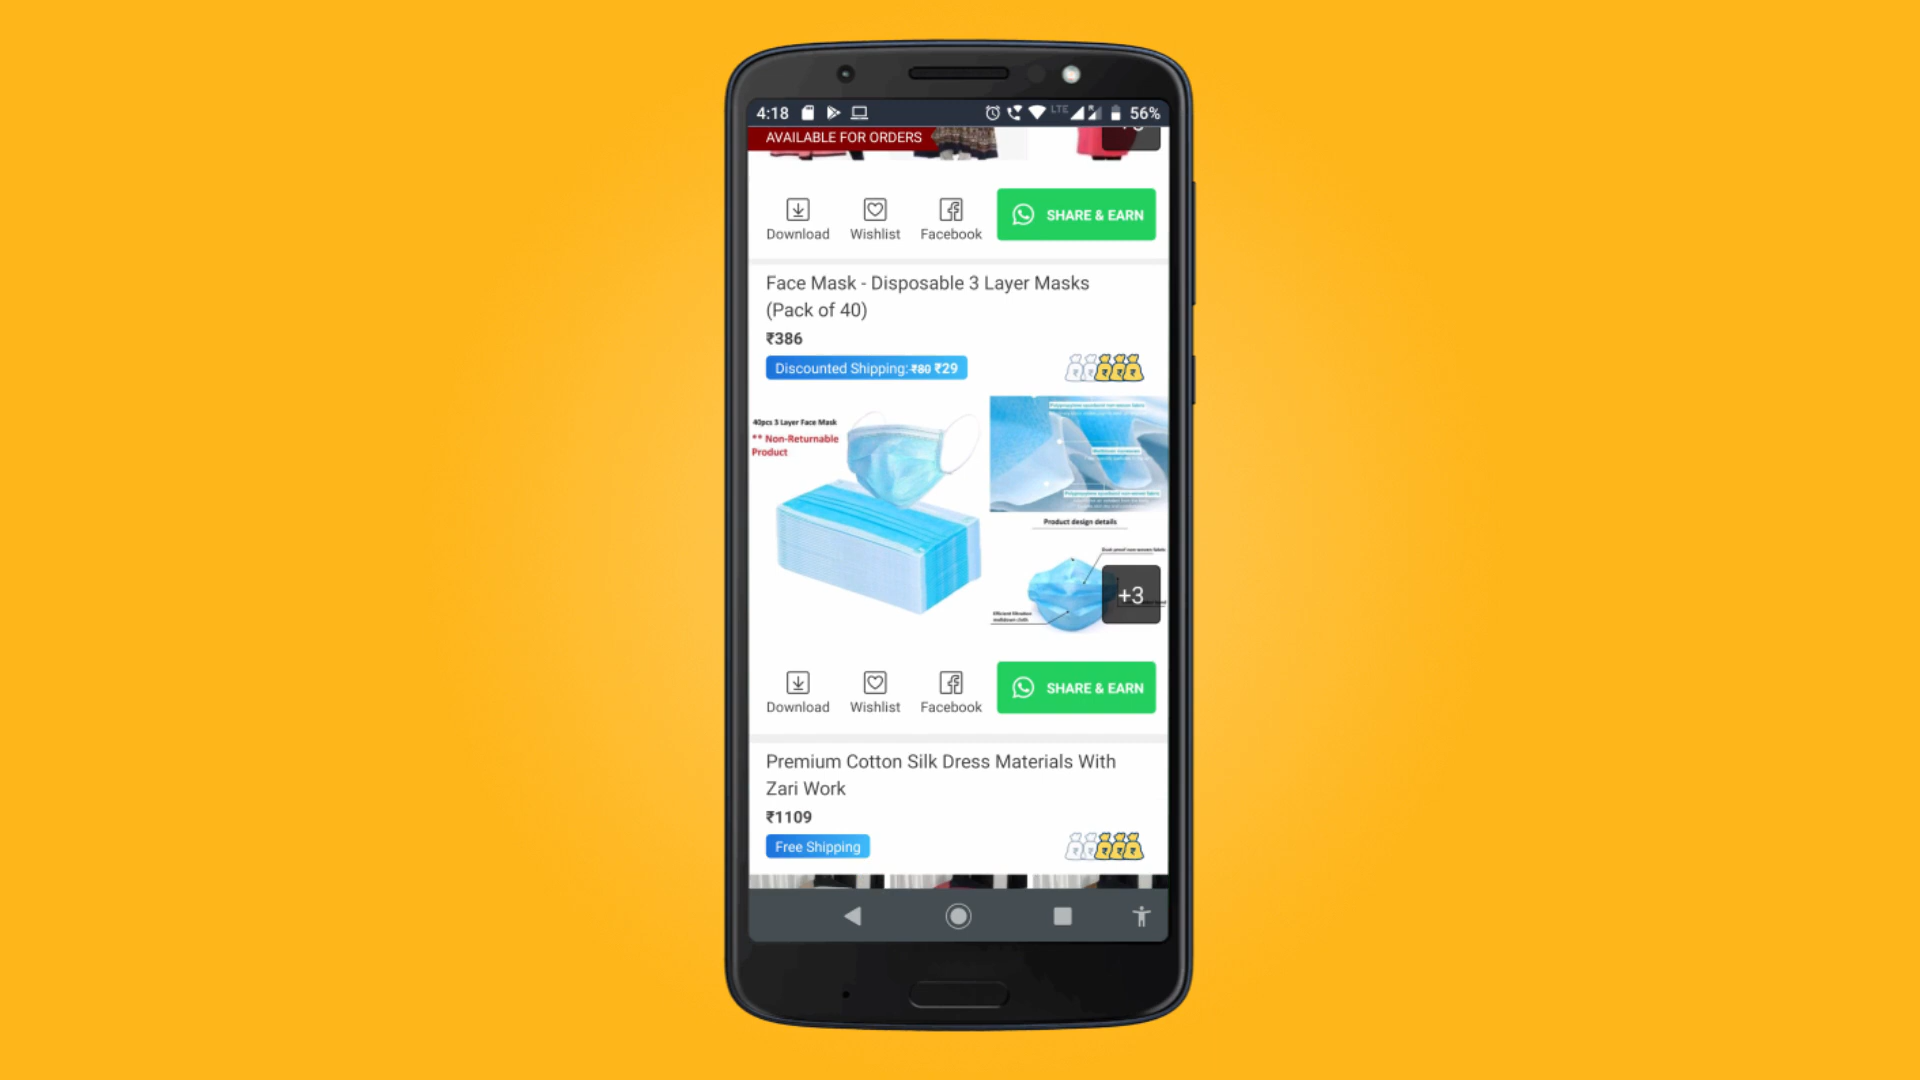 4:18
LTE
56%
AVAILABLE FOR ORDERS
Download
Wishlist
Facebook
SHARE & EARN
Face Mask - Disposable 3 Layer Masks
(Pack of 40)
₹386
Discounted Shipping: ₹80 ₹29
40pcs 3 Layer Face Mask
** Non-Returnable
Product
Product design details
+3
Download
Wishlist
Facebook
SHARE & EARN
Premium Cotton Silk Dress Materials With
Zari Work
₹1109
Free Shipping